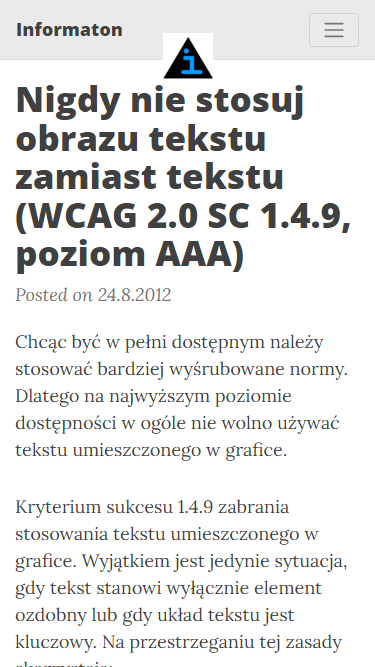 Informaton
Nigdy nie stosuj
obrazu tekstu
zamiast tekstu
(WCAG 2.0 SC 1.4.9,
poziom AAA)
Posted on 24.8.2012
Chcąc być w pełni dostępnym należy
stosować bardziej wyśrubowane normy.
Dlatego na najwyższym poziomie
dostępności w ogóle nie wolno używać
tekstu umieszczonego w grafice.
Kryterium sukcesu 1.4.9 zabrania
stosowania tekstu umieszczonego w
grafice. Wyjątkiem jest jedynie sytuacja,
gdy tekst stanowi wyłącznie element
ozdobny lub gdy układ tekstu jest
kluczowy. Na przestrzeganiu tej zasady